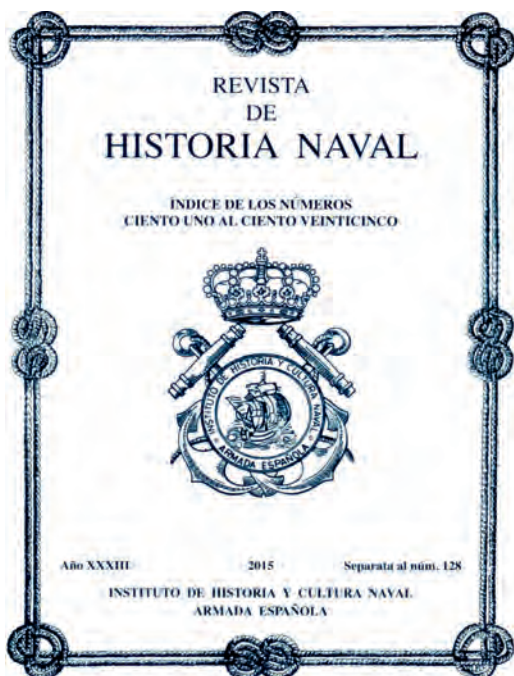 REVISTA
DE
HISTORIA NAVAL
ÍNDICE DE LOS NÚMEROS
CIENTO UNO AL CIENTO VEINTICINCO
INSTITUTO DE HISTORIA Y CULTURA NAVAL
ARMADA ESPAÑOLA
Año XXXIII 2015 Separata al núm. 128
INSTITUTO DE HISTORIA Y CULTURA NAVAL
ARMADA ESPAÑOLA